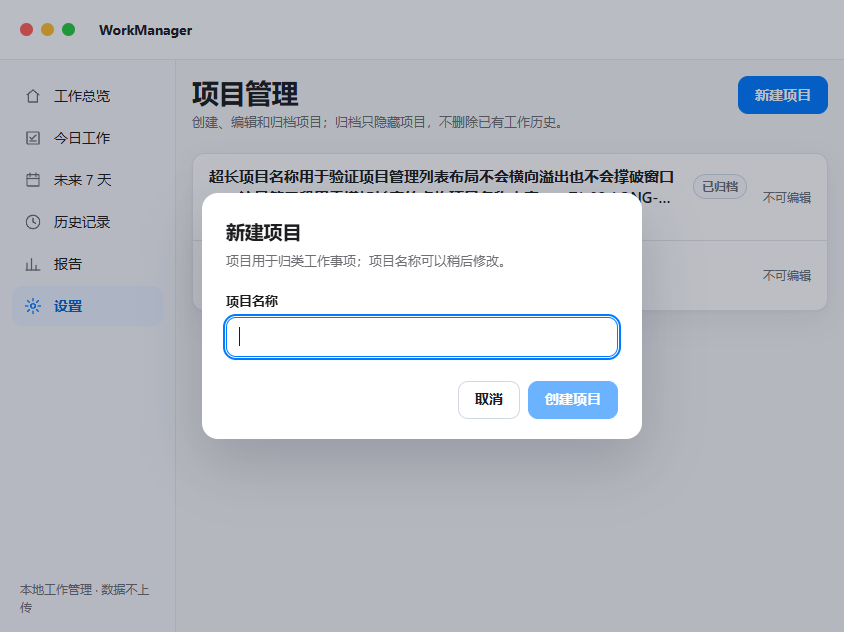 WorkManager
工作总览
今日工作
未来 7 天
历史记录
报告
设置
本地工作管理 · 数据不上
传
项目管理
新建项目
创建、编辑和归档项目；归档只隐藏项目，不删除已有工作历史。
超长项目名称用于验证项目管理列表布局不会横向溢出也不会撑破窗口
已归档
不可编辑
不可编辑
新建项目
项目用于归类工作事项；项目名称可以稍后修改。
项目名称
取消
创建项目